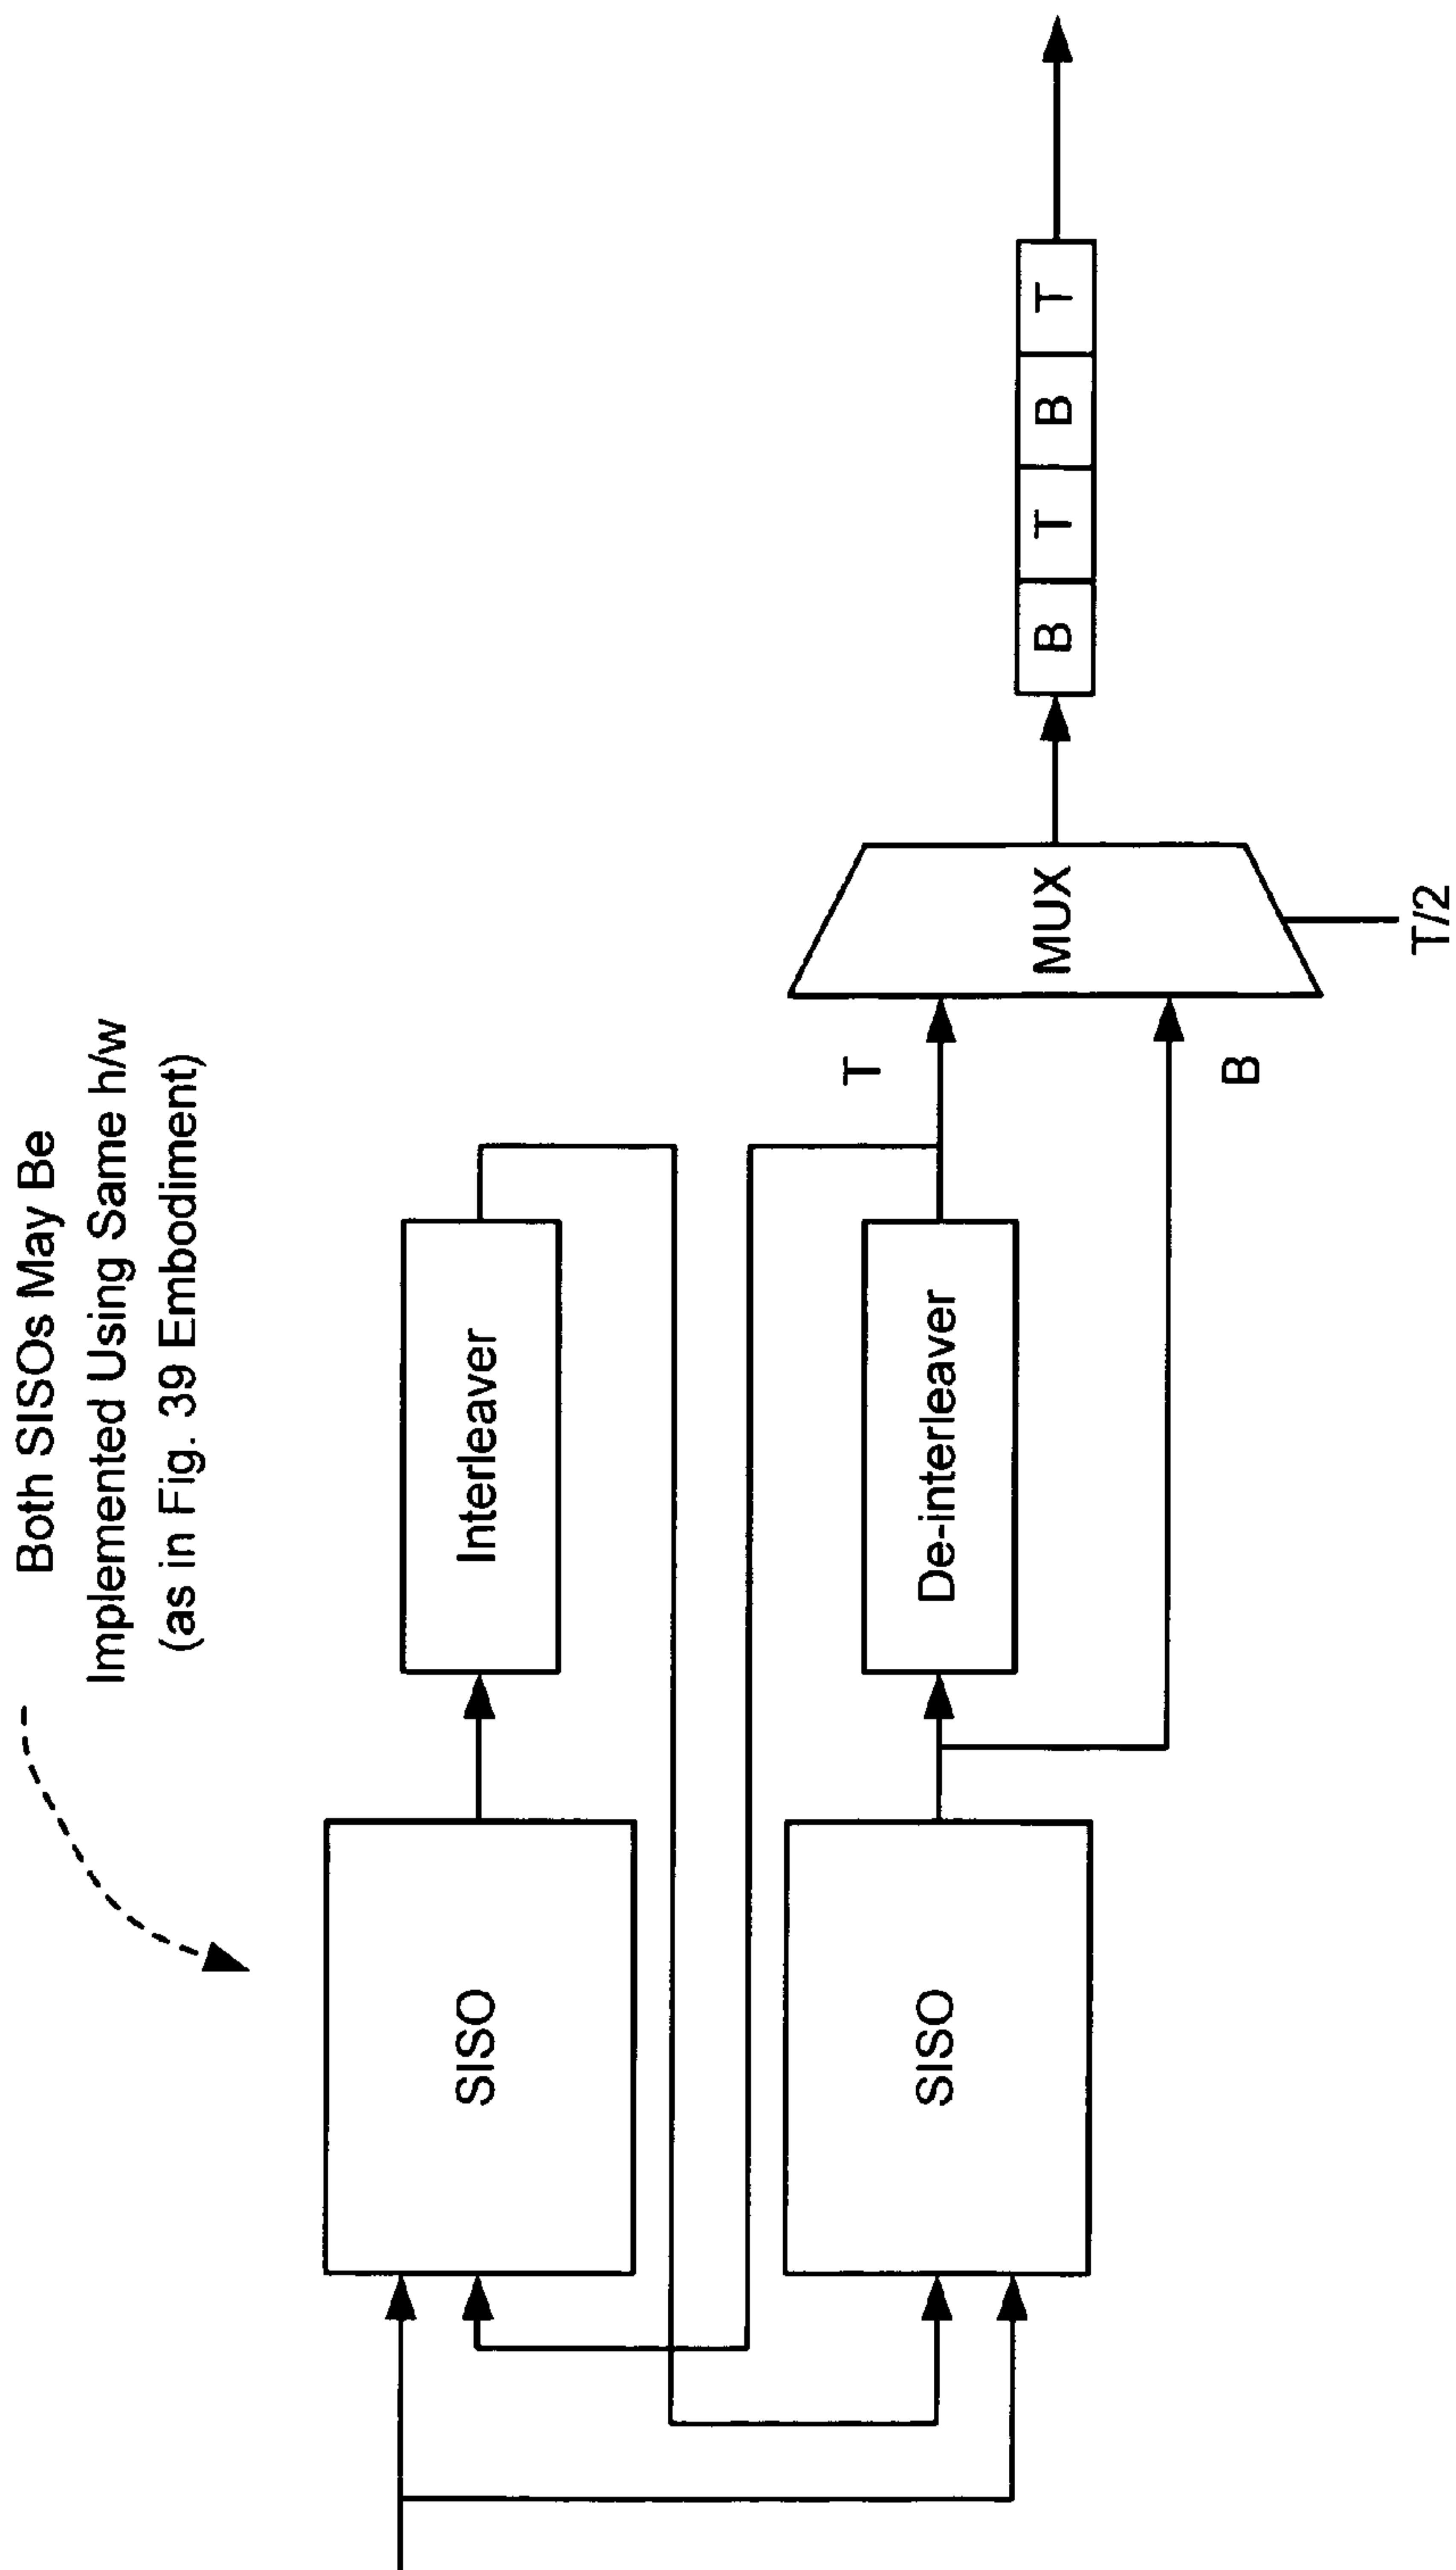 Both SISOs May Be
Implemented Using Same h/w
(as in Fig. 39 Embodiment)
SISO
Interleaver
SISO
De-interleaver
T
B
MUX
T/2
B
T
B
T